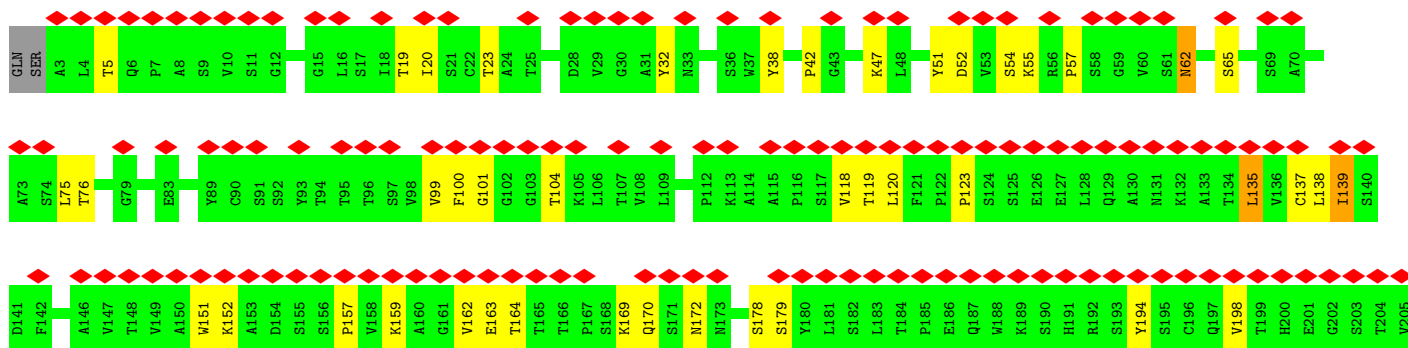 GLN SER A3 L4 T5 Q6 P7 A8 S9 V10 S11 G12 G15 L16 S17 I18 T19 I20 S21 C22 T23 A24 T25 D28 V29 G30 A31 Y32 N33 S36 W37 Y38 P42 G43 K47 L48 Y51 D52 V53 S54 K55 R56 P57 S58 G59 V60 S61 N62 S65 S69 A70
A73 S74 L75 T76 G79 E83 Y89 C90 S91 S92 Y93 T94 T95 T96 S97 V98 V99 F100 G101 G102 G103 T104 K105 L106 T107 V108 L109 P112 K113 A114 A115 P116 S117 V118 T119 L120 F121 P122 P123 S124 S125 E126 E127 L128 Q129 A130 N131 K132 A133 T134 L135 V136 C137 L138 I139 S140
D141 F142 A146 V147 T148 V149 A150 W151 K152 A153 D154 S155 S156 P157 V158 K159 A160 G161 V162 E163 T164 T165 T166 P167 S168 K169 Q170 S171 N172 N173 S178 S179 Y180 L181 S182 L183 T184 P185 E186 Q187 W188 K189 S190 H191 R192 S193 Y194 S195 C196 Q197 V198 T199 H200 E201 G202 S203 T204 V205